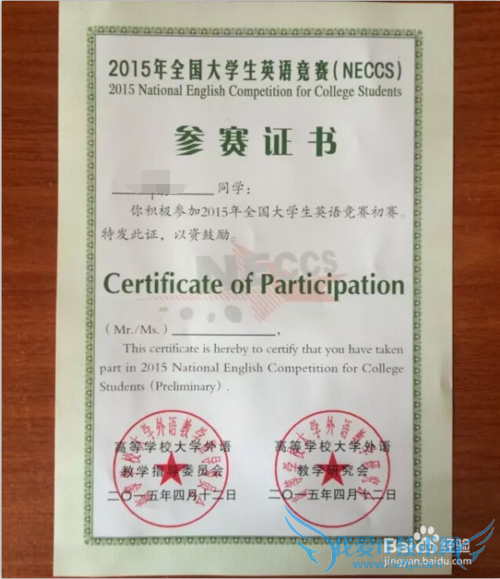 2015年全国大学生英语竞赛(NECCS)
2015 National English Competition for College Students
参赛证书
同学：
你积极参加2015年全国大学生英语竞赛初赛。
特发此证，以资鼓励。
NECCS
Certificate of Participation
(Mr./Ms.)
This certificate is hereby to certify that you have taken
part in 2015 National English Competition for College
Students (Preliminary).
高等学校大学外语
教学指导委员会
二〇一五年四月十二日
高等学校大学外语
教学研究会
二〇一五年四月十二日
Baidu经验
jingyan.baidu.com